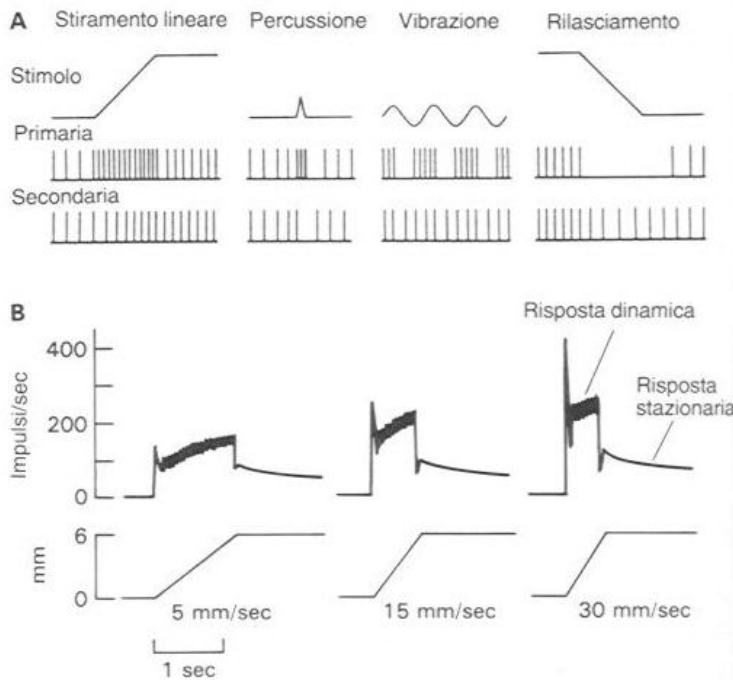 A
Stiramento lineare Percussione Vibrazione Rilasciamento
Stimolo
Primaria
Secondaria
B
Risposta dinamica
Risposta
stazionaria
Impulsi/sec
400
200
0
mm
6
0
5 mm/sec 15 mm/sec 30 mm/sec
1 sec